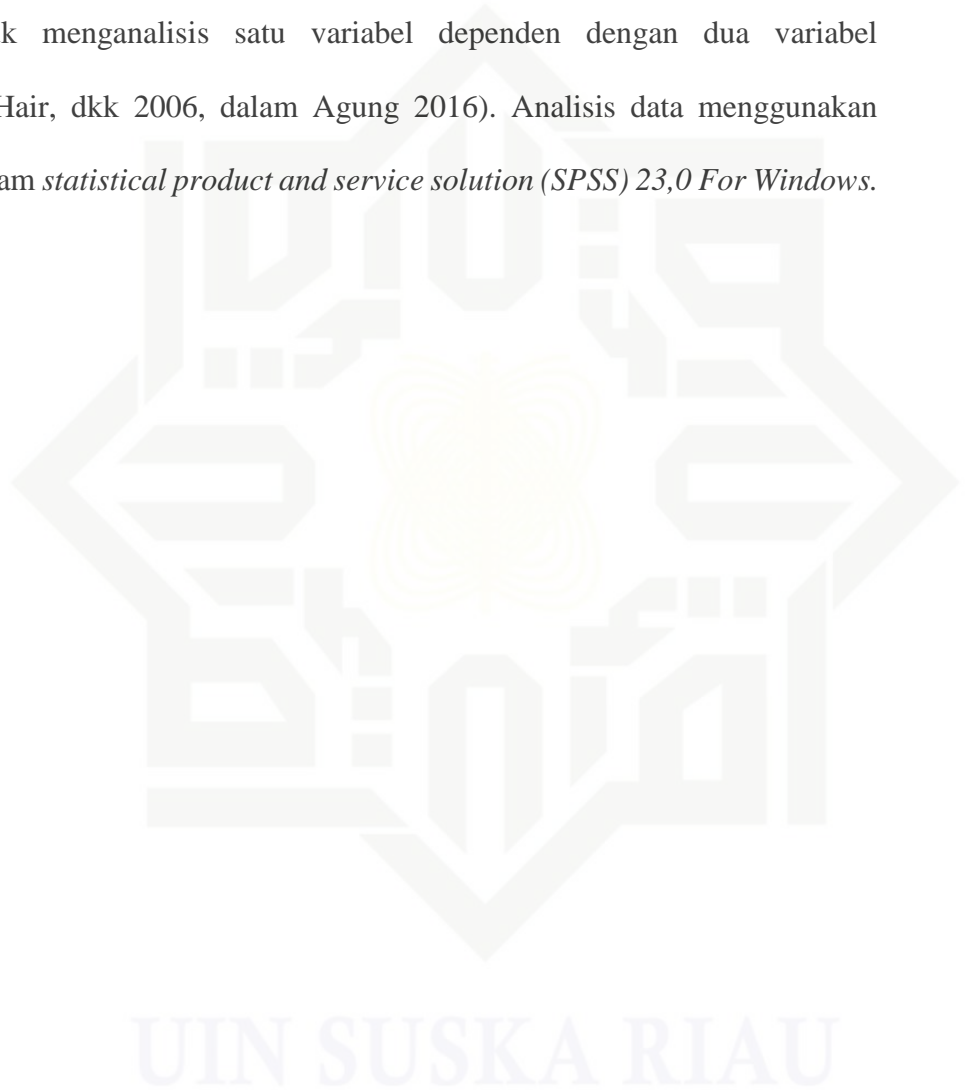 menganalisis satu variabel dependen dengan dua variabel
Hair, dkk 2006, dalam Agung 2016). Analisis data menggunakan
statistical product and service solution (SPSS) 23,0 For Windows.
UIN SUSKA RIAU